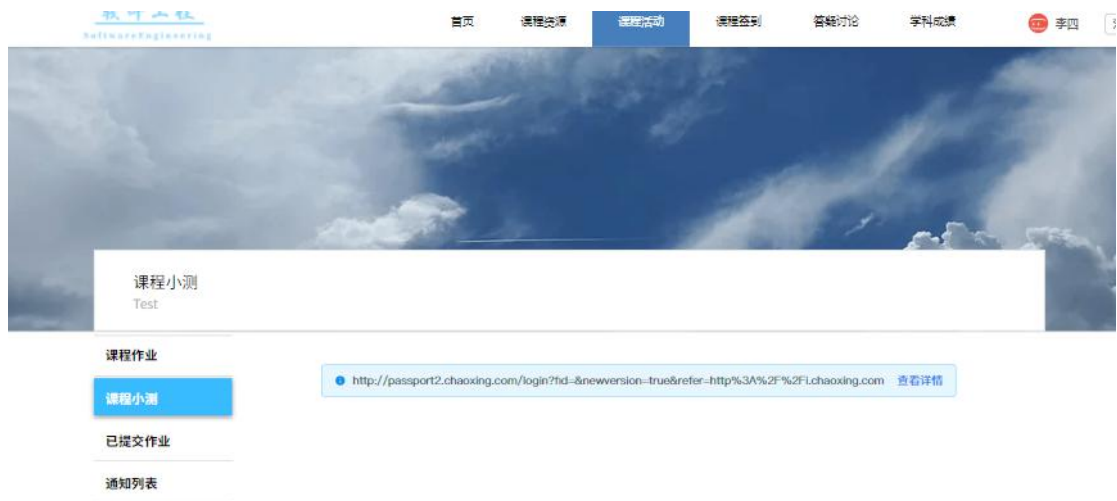 SoftwareEngineering
首页 课程资源 课程活动 课程签到 答疑讨论 学科成绩 李四
课程小测
Test
课程作业
课程小测
http://passport2.chaoxing.com/login?fid=&newversion=true&refer=http%3A%2F%2Fi.chaoxing.com 查看详情
已提交作业
通知列表